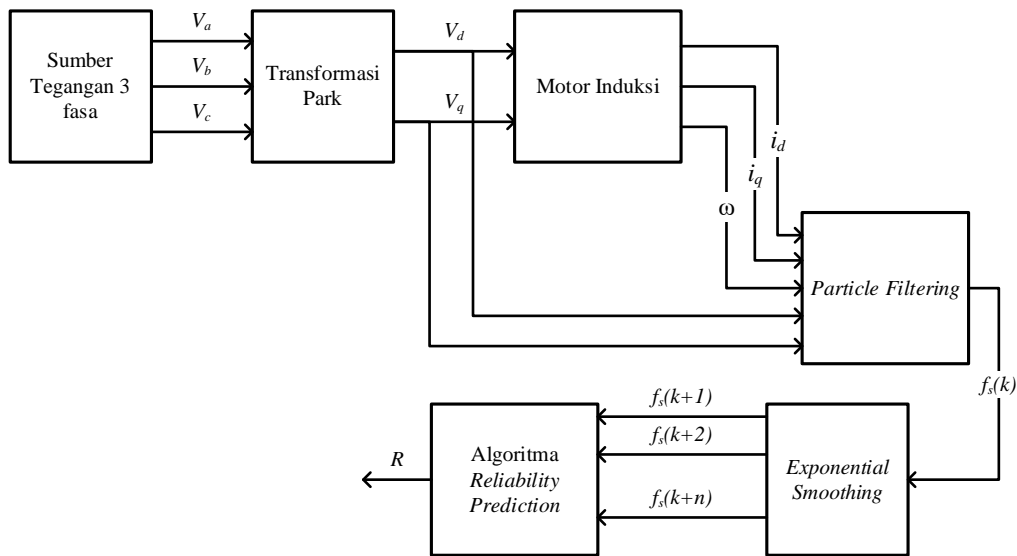 Sumber
Tegangan 3
fasa
V_a
V_b
V_c
Transformasi
Park
V_d
V_q
Motor Induksi
i_d
i_q
ω
Particle Filtering
f_s(k)
Exponential
Smoothing
f_s(k+1)
f_s(k+2)
f_s(k+n)
Algoritma
Reliability
Prediction
R